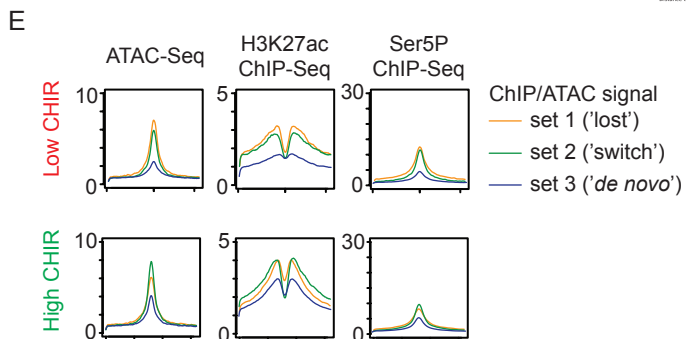 E
ATAC-Seq
H3K27ac
ChIP-Seq
Ser5P
ChIP-Seq
Low CHIR
10
0
5
0
30
0
ChIP/ATAC signal
set 1 ('lost')
set 2 ('switch')
set 3 ('de novo')
High CHIR
10
0
5
0
30
0